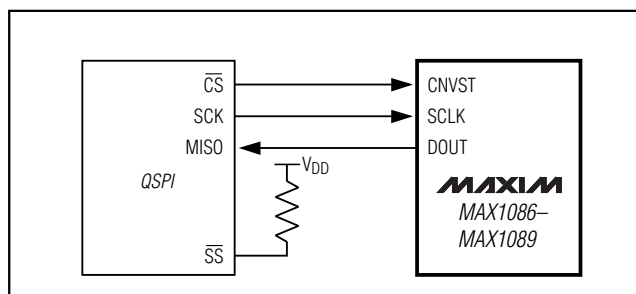 CS
SCK
MISO
QSPI
SS
VDD
CNVST
SCLK
DOUT
MAXIM
MAX1086–
MAX1089